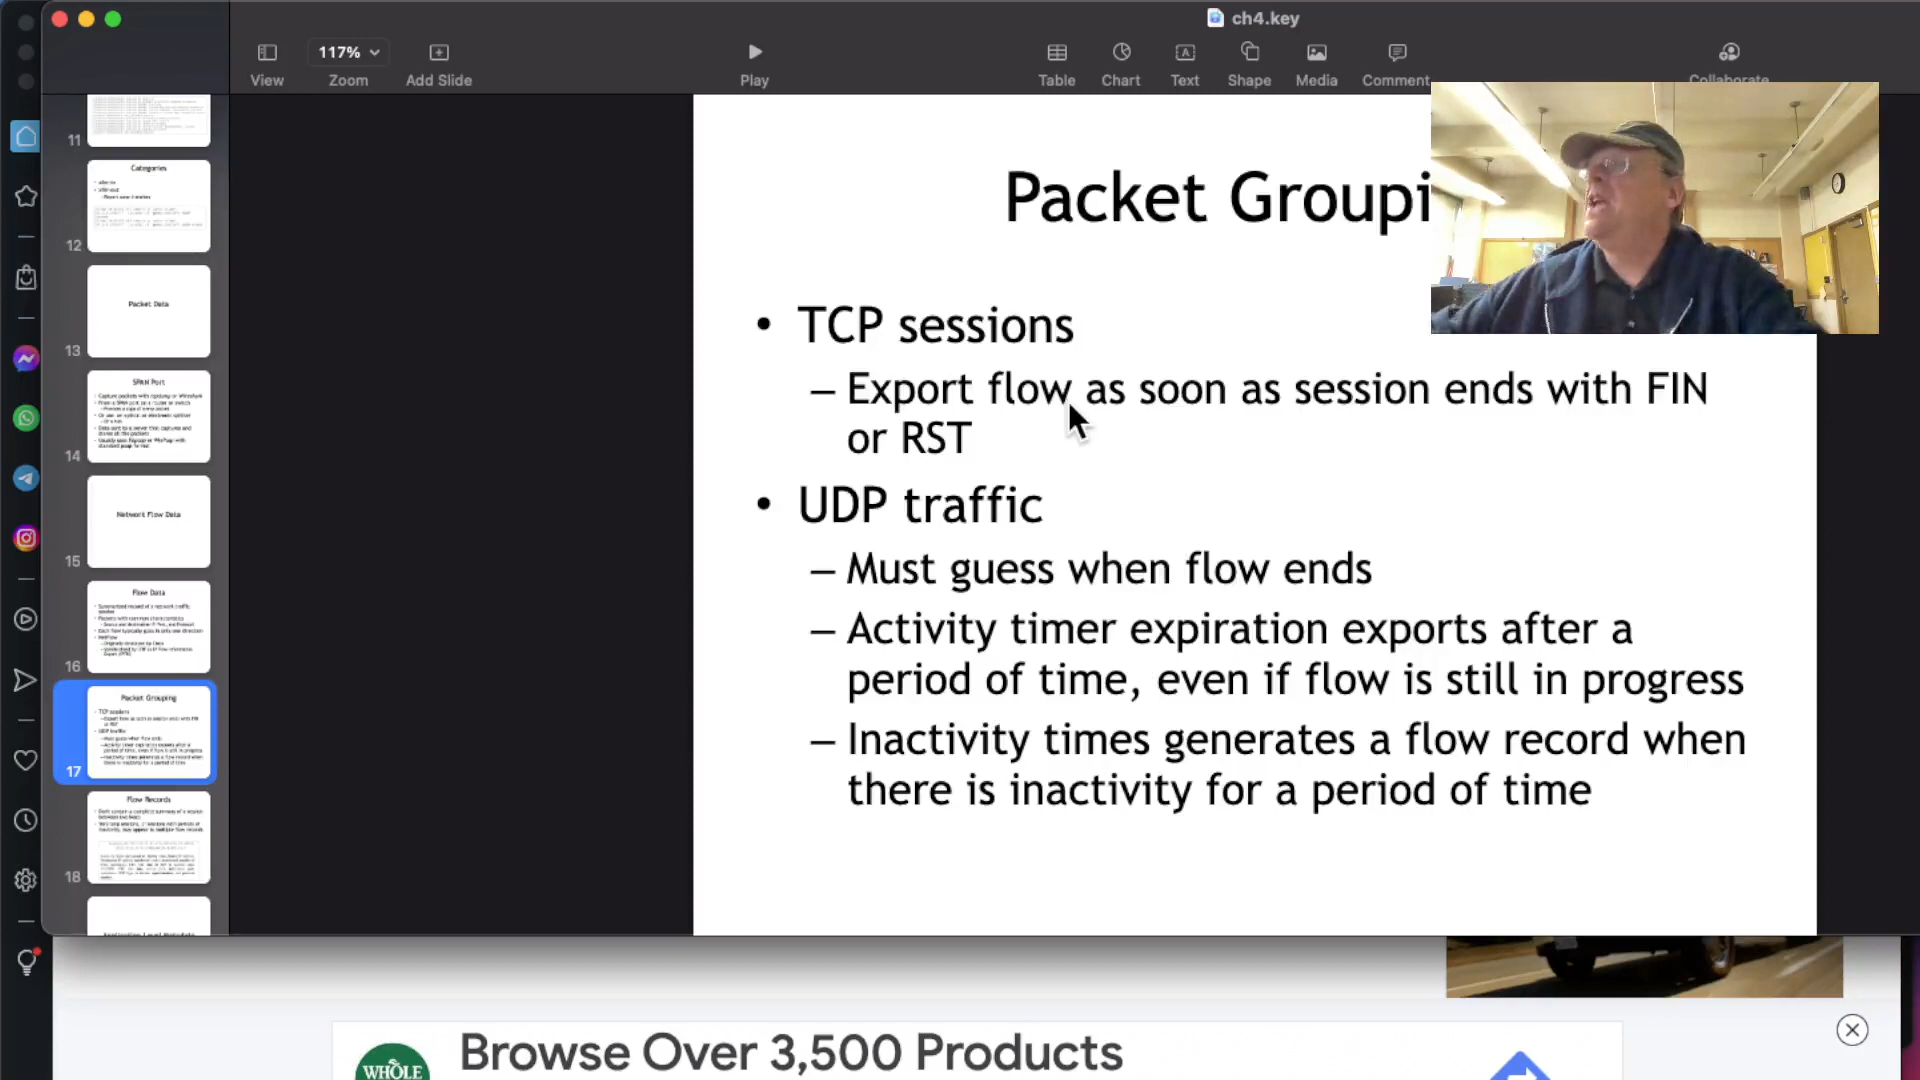 ch4.key
117%
View
Zoom
Add Slide
Play
Table
Chart
Text
Shape
Media
Comment
Collaborate
11
Categories
12
Packet Data
13
SPAN Port
14
Network Flow Data
15
Flow Data
16
Packet Grouping
• TCP sessions
17
Flow Records
18
Packet Groupi
• TCP sessions
– Export flow as soon as session ends with FIN
or RST
• UDP traffic
– Must guess when flow ends
– Activity timer expiration exports after a
period of time, even if flow is still in progress
– Inactivity times generates a flow record when
there is inactivity for a period of time
WHOLE
Browse Over 3,500 Products